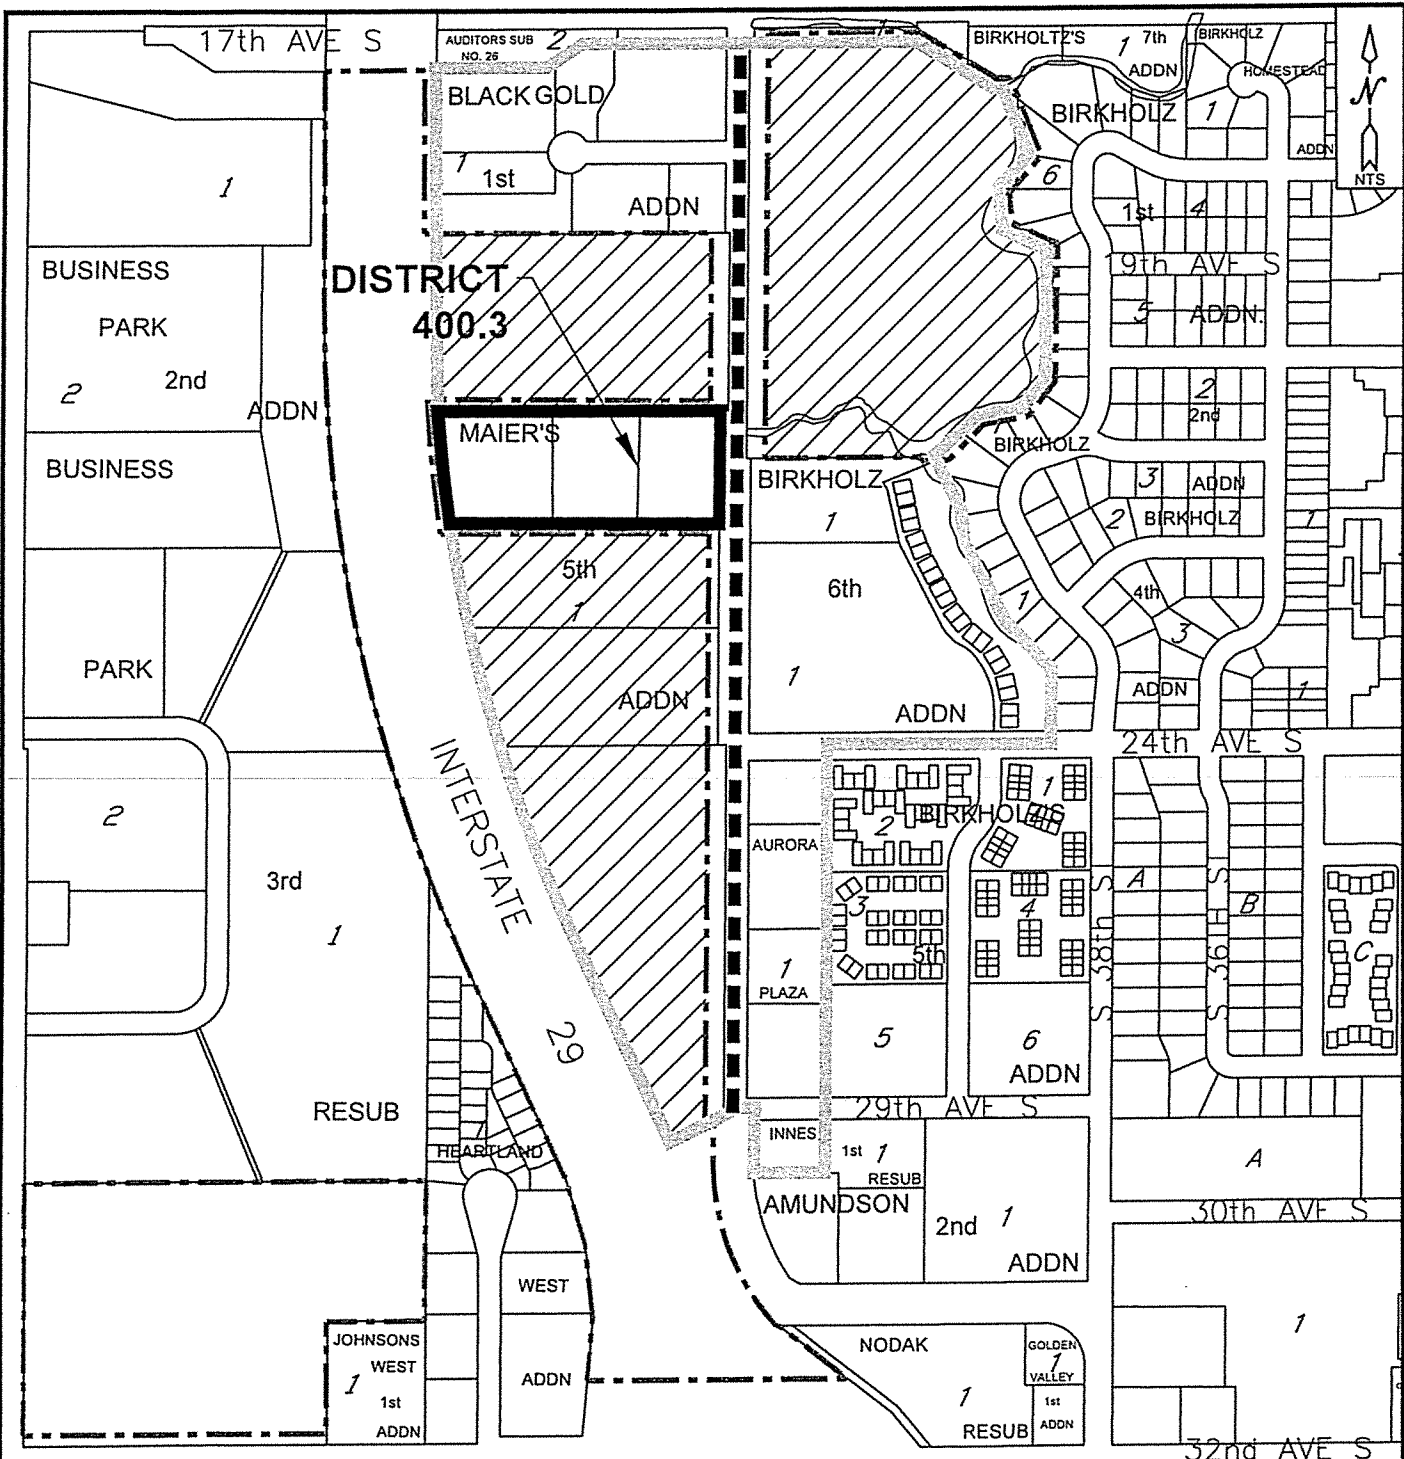 17th AVE S
AUDITORS SUB 2
NO. 26
BIRKHOLTZ'S 1 7th
ADDN
BIRKHOLZ
HOMESTEAD
1
ADDN
N
NTS
BLACK GOLD
1
1st
ADDN
1
BIRKHOLZ
6
1st 4
19th AVE S
5 ADDN.
BUSINESS
PARK
2 2nd
ADDN
DISTRICT
400.3
2
2nd
MAIER'S
BIRKHOLZ
3 ADDN
2 BIRKHOLZ
1
BUSINESS
PARK
BIRKHOLZ
1
5th
1
6th
1
4th
3
1
ADDN
1
ADDN
ADDN
1
24th AVE S
INTERSTATE
29
2
3rd
1
RESUB
AURORA
1
PLAZA
2
BIRKHOLZ'S
1
3
5th
4
5
6
ADDN
38th S S
A
36TH S S
B
C
29th AVE S
HEARTLAND
INNES
1st 1
RESUB
AMUNDSON
2nd 1
ADDN
A
30th AVE S
WEST
ADDN
JOHNSONS
WEST
1
1st
ADDN
NODAK
1
RESUB
GOLDEN
1
VALLEY
1st
ADDN
1
32nd AVE S